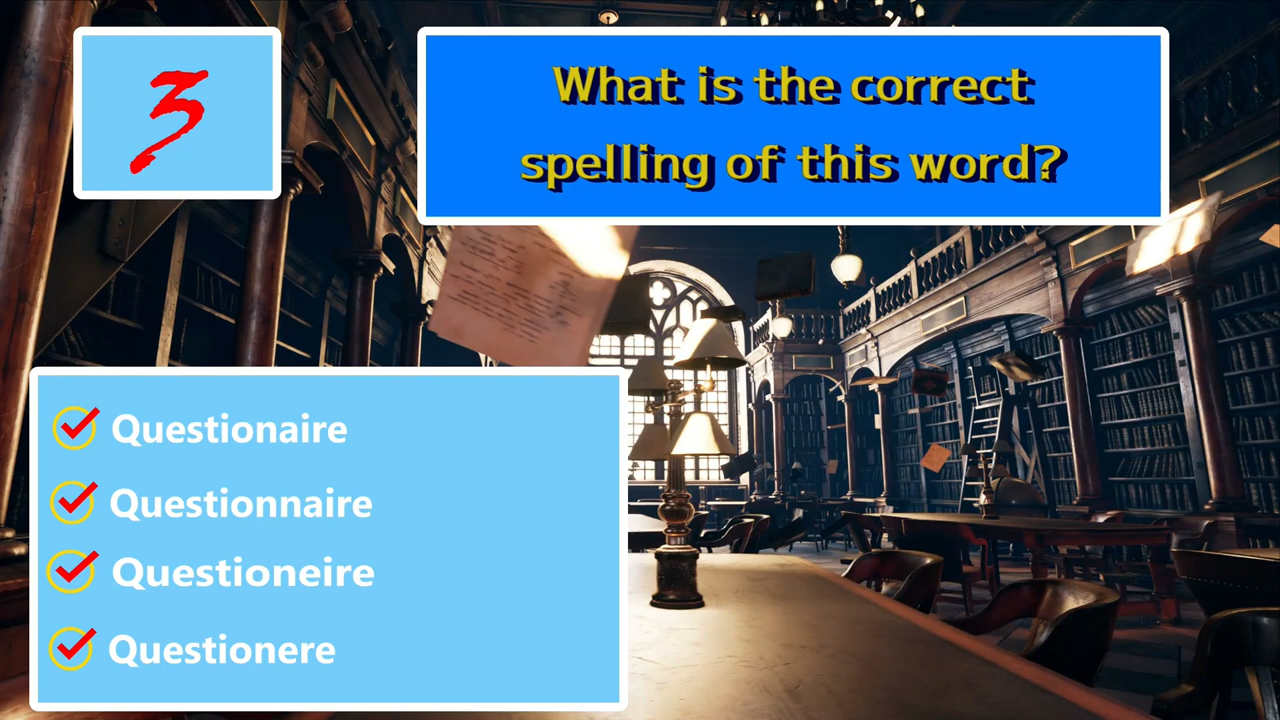 3
What is the correct
spelling of this word?
Questionaire
Questionnaire
Questioneire
Questionere